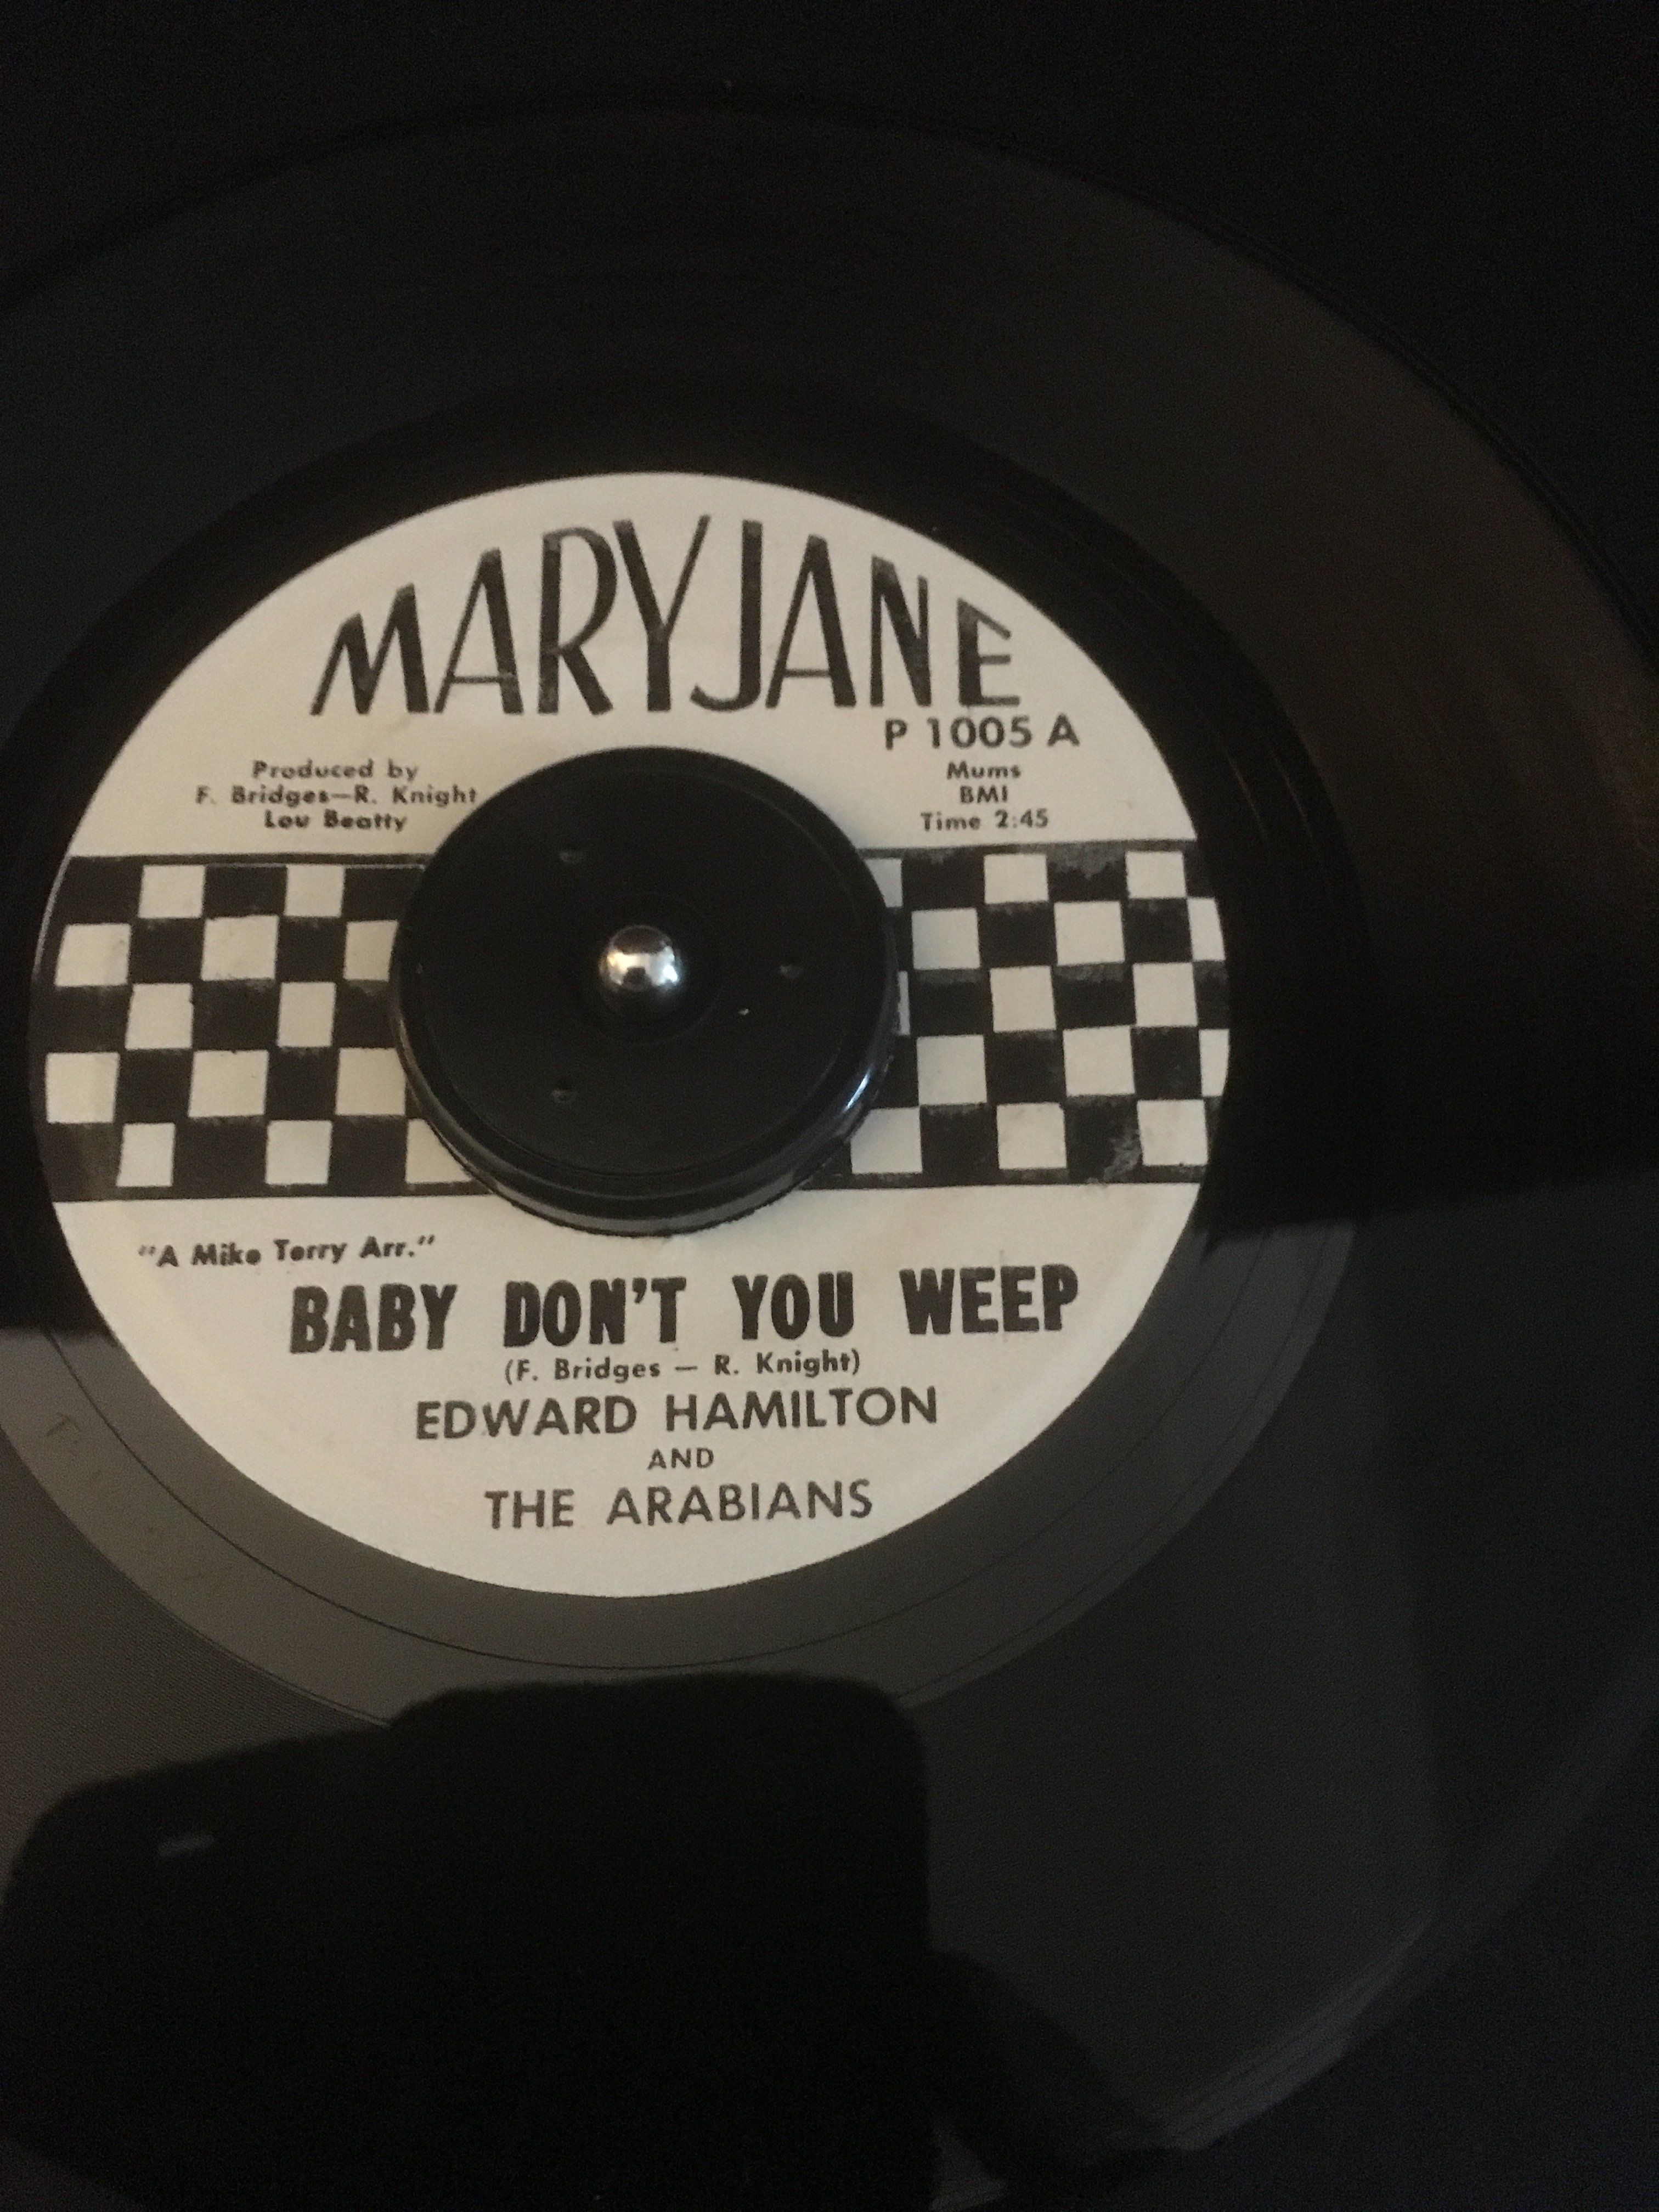 MARYJANE
P 1005 A
Produced by
F. Bridges—R. Knight
Lou Beatty
Mums
BMI
Time 2:45
"A Mike Terry Arr."
BABY DON'T YOU WEEP
(F. Bridges — R. Knight)
EDWARD HAMILTON
AND
THE ARABIANS